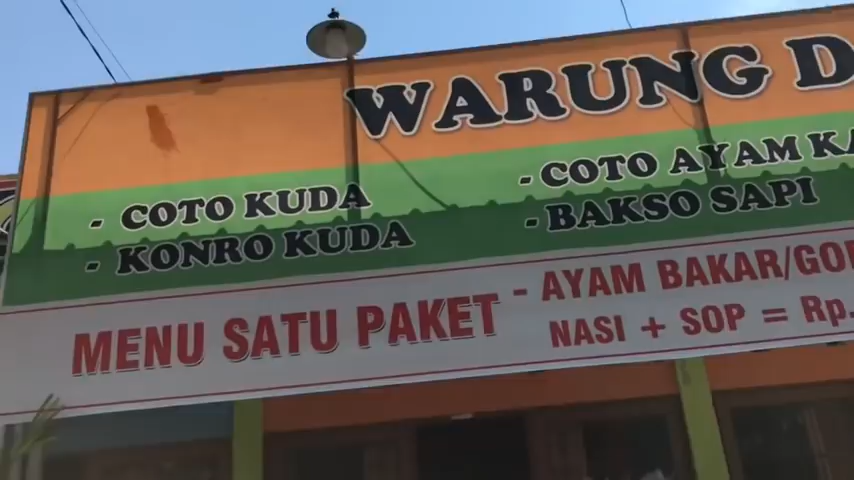 WARUNG
- COTO KUDA
- KONRO KUDA
- COTO AYAM
- BAKSO SAPI
MENU SATU PAKET - AYAM BAKAR/
NASI + SOP = Rp.